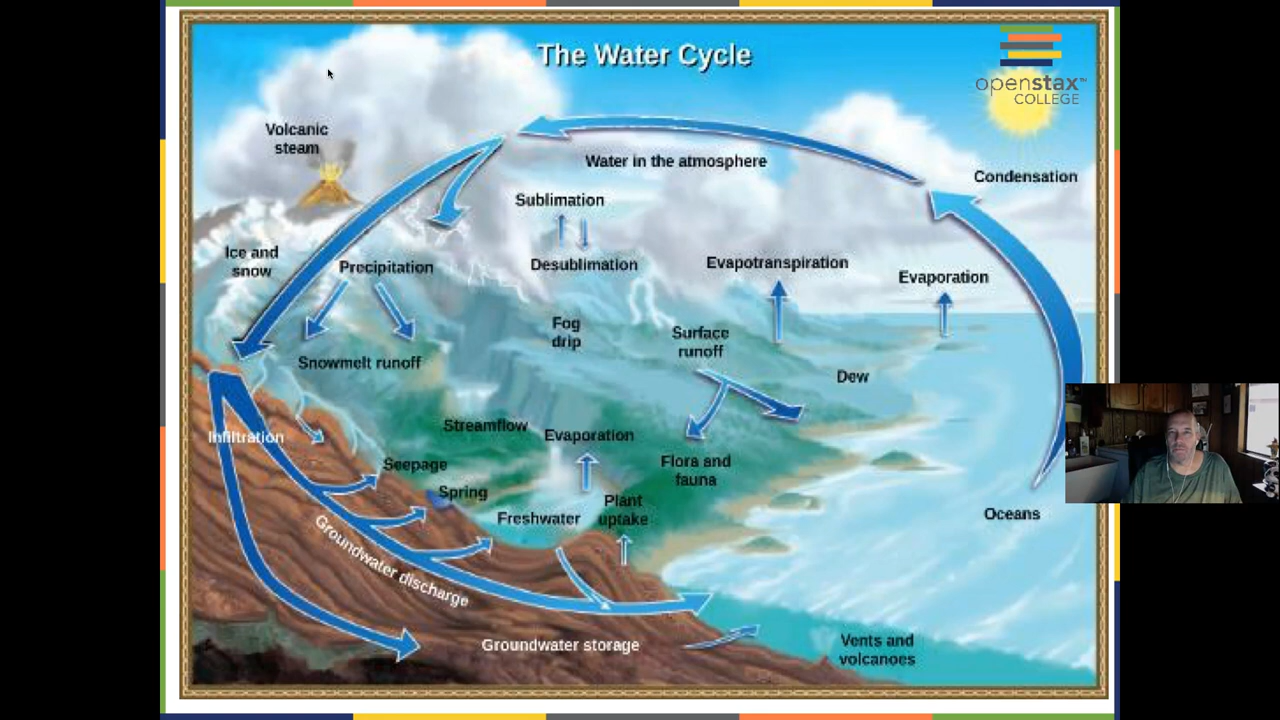 The Water Cycle
openstax™
COLLEGE
Volcanic
steam
Water in the atmosphere
Condensation
Sublimation
Ice and
snow
Precipitation
Desublimation
Evapotranspiration
Evaporation
Fog
drip
Surface
runoff
Snowmelt runoff
Dew
Streamflow
Evaporation
Infiltration
Seepage
Flora and
fauna
Spring
Plant
uptake
Freshwater
Oceans
Groundwater discharge
Groundwater storage
Vents and
volcanoes